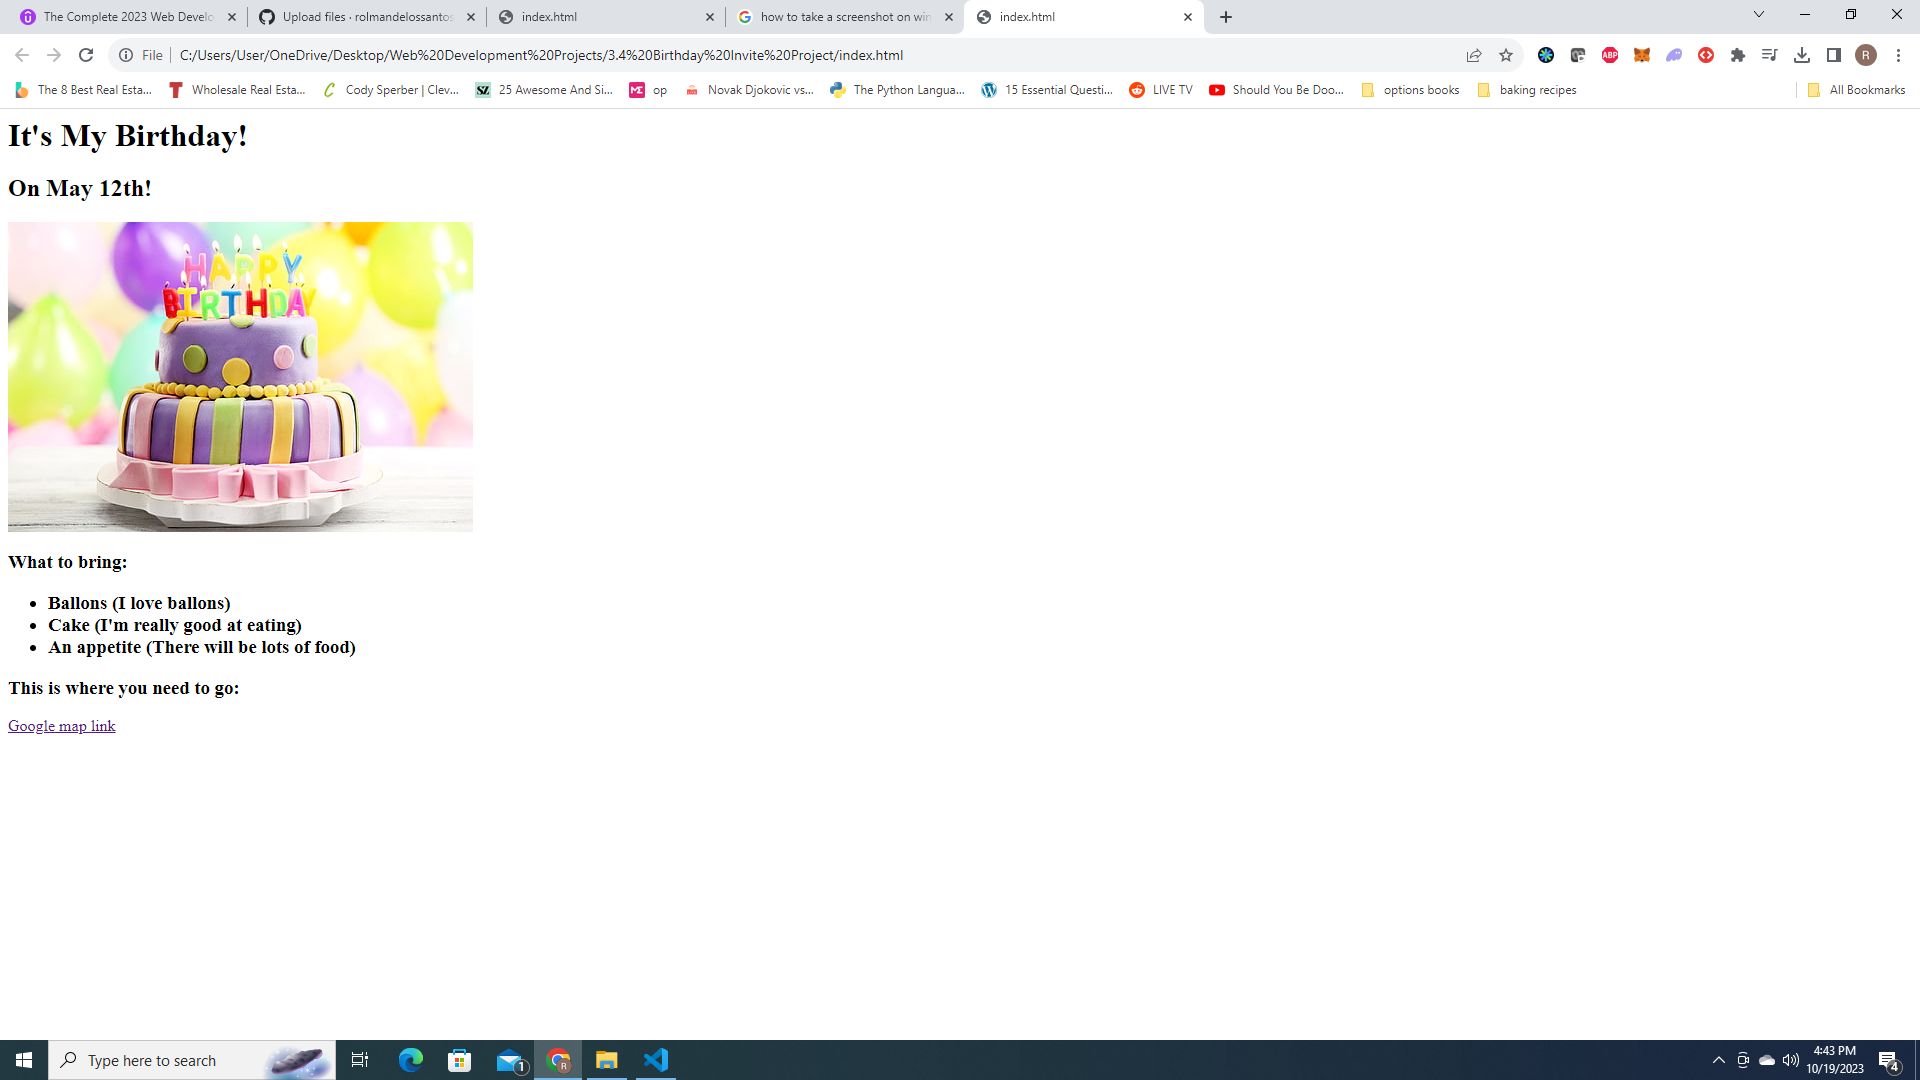 The Complete 2023 Web Develo
Upload files · rolmandelossantos
index.html
how to take a screenshot on win
index.html
File
C:/Users/User/OneDrive/Desktop/Web%20Development%20Projects/3.4%20Birthday%20Invite%20Project/index.html
ABP
R
The 8 Best Real Esta...
Wholesale Real Esta...
Cody Sperber | Clev...
25 Awesome And Si...
op
Novak Djokovic vs...
The Python Langua...
15 Essential Questi...
LIVE TV
Should You Be Doo...
options books
baking recipes
All Bookmarks
It's My Birthday!
On May 12th!
HAPPY
BIRTHDAY
What to bring:
• Ballons (I love ballons)
• Cake (I'm really good at eating)
• An appetite (There will be lots of food)
This is where you need to go:
Google map link
Type here to search
1
R
4:43 PM
10/19/2023
4